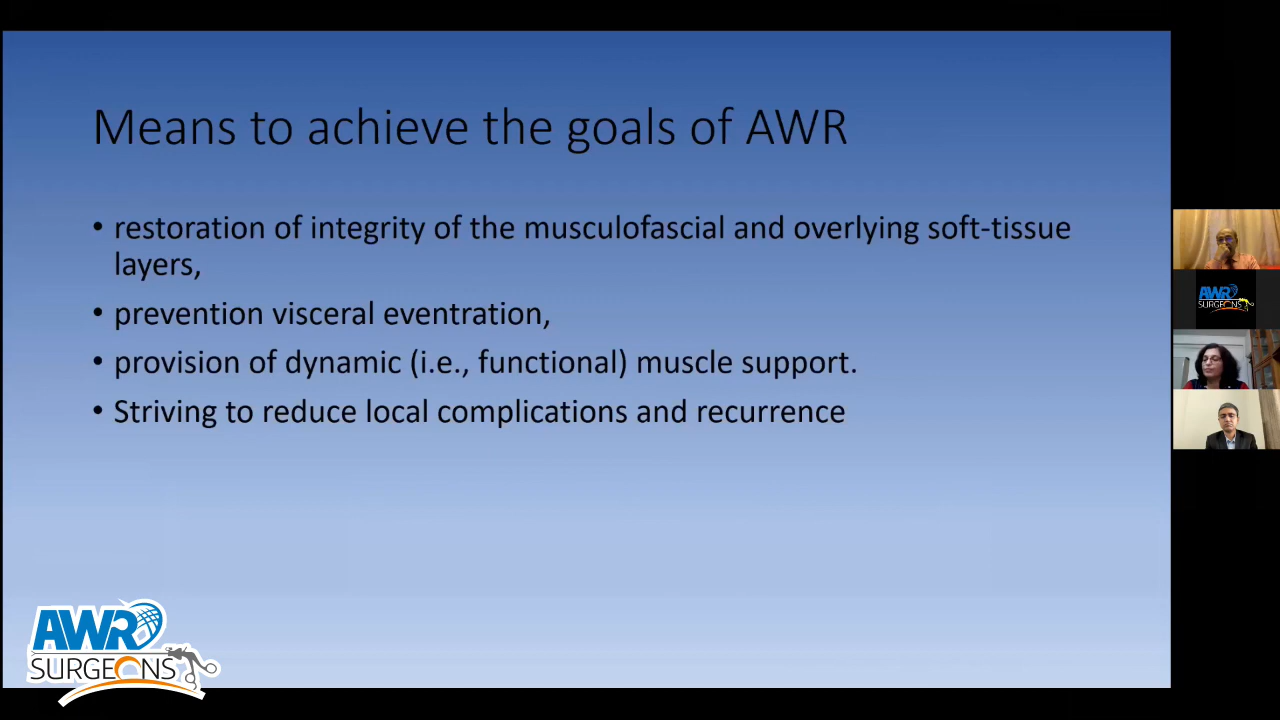 Means to achieve the goals of AWR
• restoration of integrity of the musculofascial and overlying soft-tissue
layers,
• prevention visceral eventration,
• provision of dynamic (i.e., functional) muscle support.
• Striving to reduce local complications and recurrence
AWR
SURGEONS
AWR
SURGEONS